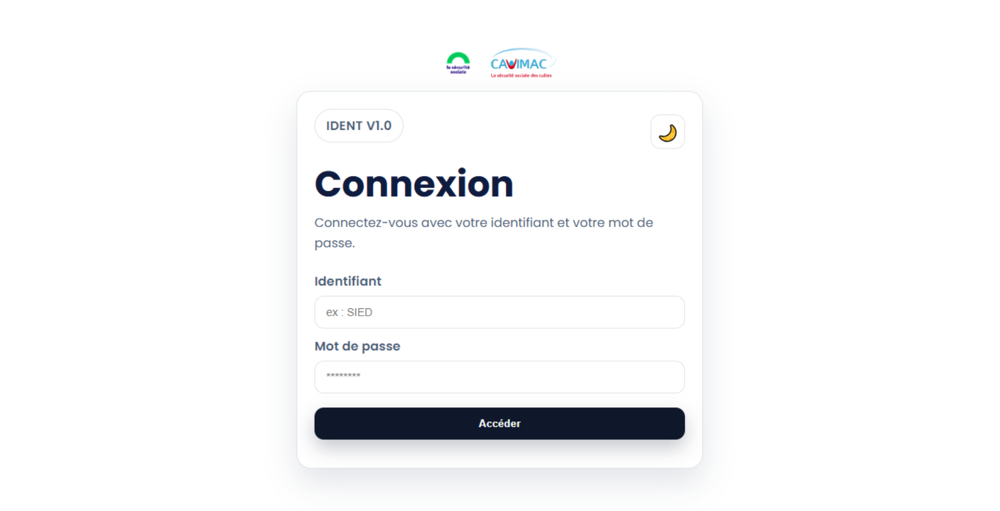 la sécurité
sociale
CAVIMAC
La sécurité sociale des cultes
IDENT V1.0
Connexion
Connectez-vous avec votre identifiant et votre mot de
passe.
Identifiant
ex : SIED
Mot de passe
********
Accéder